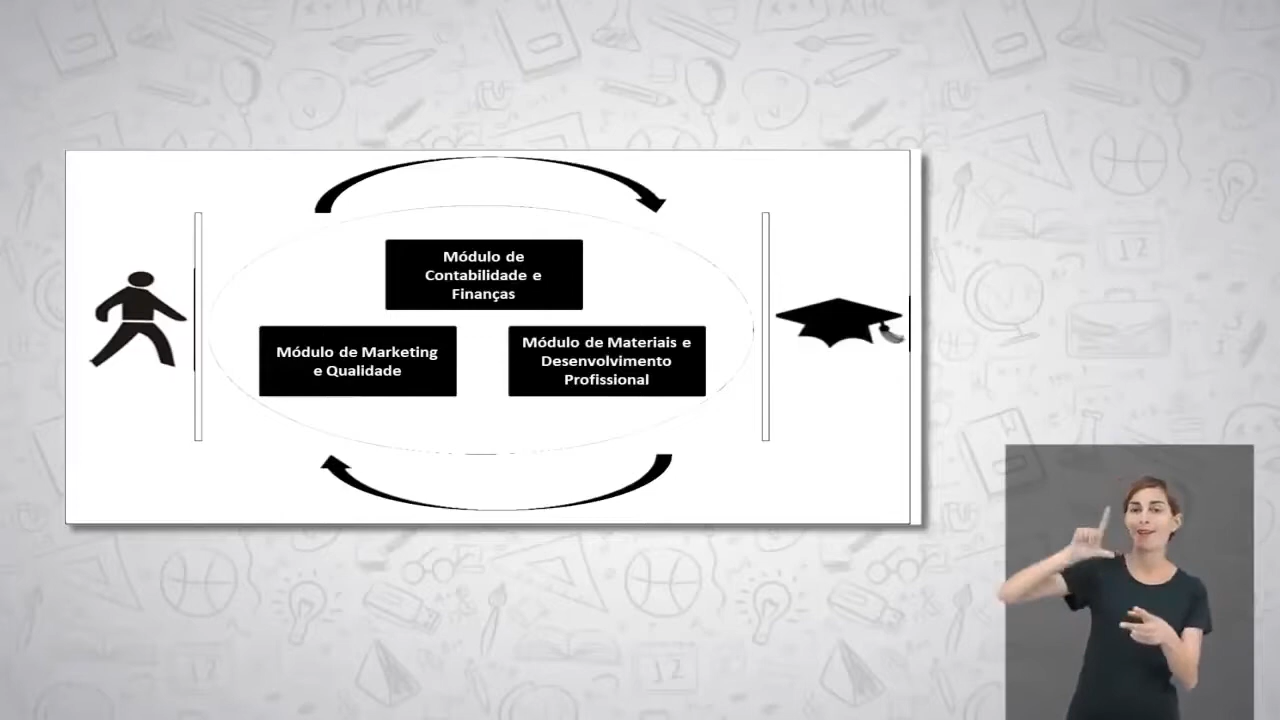 Módulo de
Contabilidade e
Finanças
Módulo de Marketing
e Qualidade
Módulo de Materiais e
Desenvolvimento
Profissional